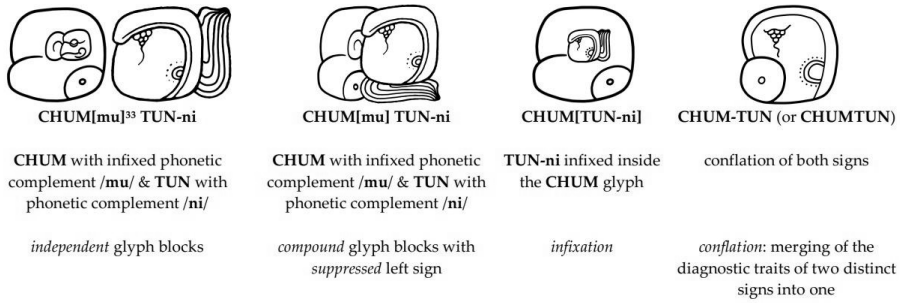 CHUM[mu]³³ TUN-ni
CHUM with infixed phonetic
complement /mu/ & TUN with
phonetic complement /ni/
independent glyph blocks
CHUM[mu] TUN-ni
CHUM with infixed phonetic
complement /mu/ & TUN with
phonetic complement /ni/
compound glyph blocks with
suppressed left sign
CHUM[TUN-ni]
TUN-ni infixed inside
the CHUM glyph
infixation
CHUM-TUN (or CHUMTUN)
conflation of both signs
conflation: merging of the
diagnostic traits of two distinct
signs into one